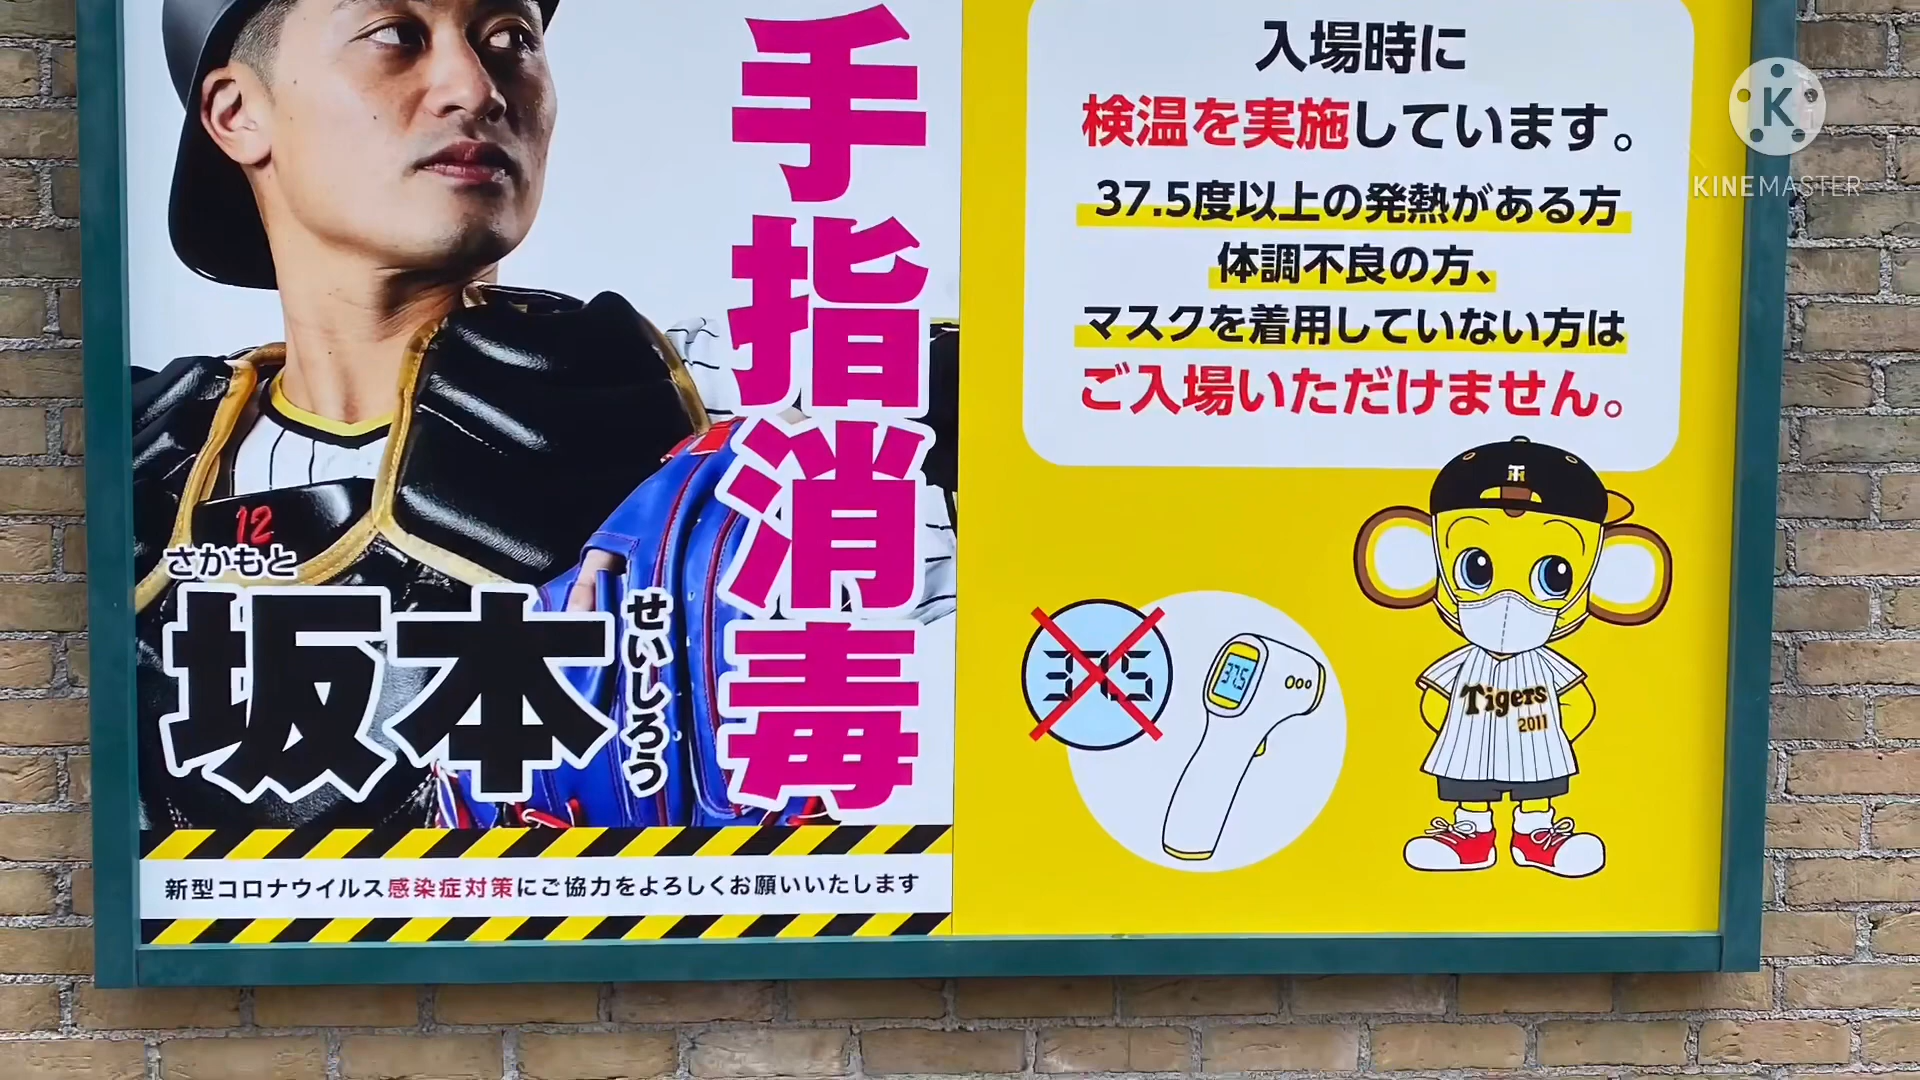 手指消毒
12
さかもと
坂本
せいしろう
新型コロナウイルス感染症対策にご協力をよろしくお願いいたします
入場時に
検温を実施しています。
37.5度以上の発熱がある方
体調不良の方、
マスクを着用していない方は
ご入場いただけません。
37.5
37.5
Tigers
2011
K
KINEMASTER